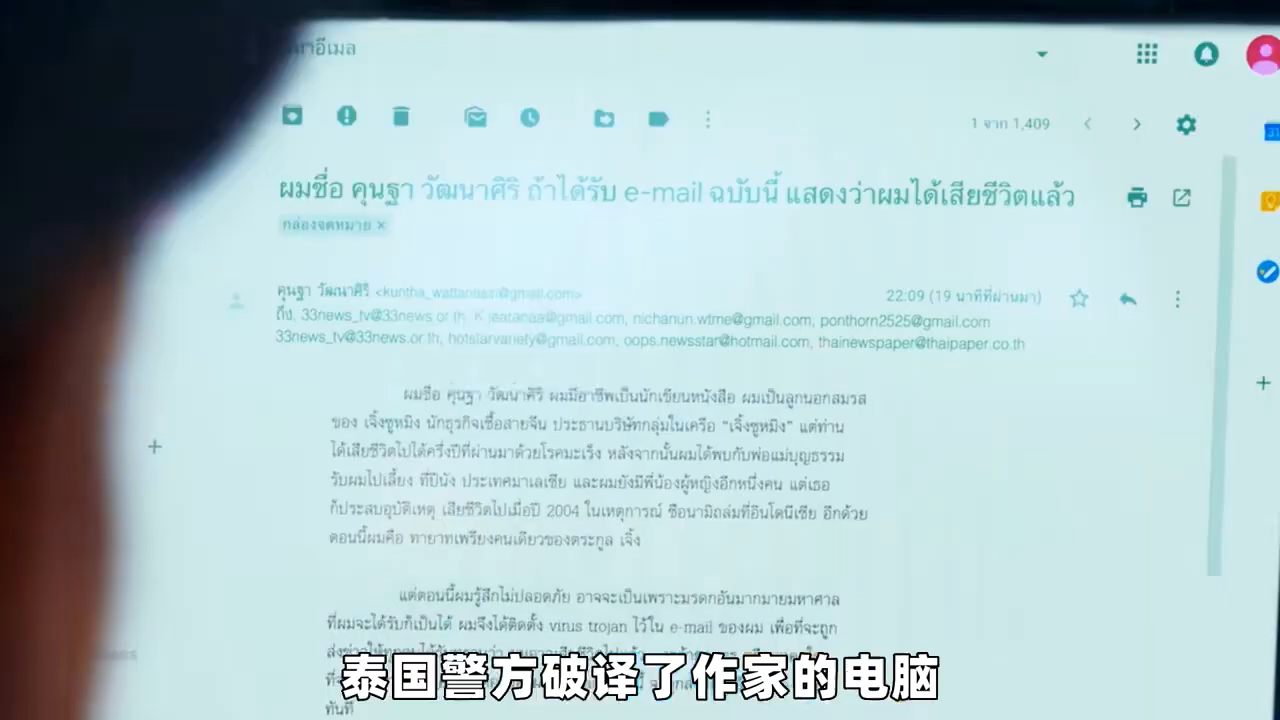 อีเมล
1 จาก 1,409
ผมชื่อ คุนฐา วัฒนาศิริ ถ้าได้รับ e-mail ฉบับนี้ แสดงว่าผมได้เสียชีวิตแล้ว
กล่องจดหมาย ×
คุนฐา วัฒนาศิริ <kuntha_wattanasiri@gmail.com> 22:09 (19 นาทีที่ผ่านมา)
ถึง 33news_tv@33news.or.th, nichanun.wtme@gmail.com, ponthorn2525@gmail.com
33news_tv@33news.or.th, hotstarvariety@gmail.com, oops.newsstar@hotmail.com, thainewspaper@thaipaper.co.th
ผมชื่อ คุนฐา วัฒนาศิริ ผมมีอาชีพเป็นนักเขียนหนังสือ ผมเป็นลูกนอกสมรส
ของ เจิ้งซูหมิง นักธุรกิจเชื้อสายจีน ประธานบริษัทกลุ่มในเครือ “เจิ้งซูหมิง” แต่ท่าน
ได้เสียชีวิตไปได้ครึ่งปีที่ผ่านมาด้วยโรคมะเร็ง หลังจากนั้นผมได้พบกับพ่อแม่บุญธรรม
รับผมไปเลี้ยง ที่ปีนัง ประเทศมาเลเซีย และผมยังมีพี่น้องผู้หญิงอีกหนึ่งคน แต่เธอ
ก็ประสบอุบัติเหตุ เสียชีวิตไปเมื่อปี 2004 ในเหตุการณ์ ซึนามิถล่มที่อินโดนีเซีย อีกด้วย
ตอนนี้ผมคือ ทายาทเพียงคนเดียวของตระกูล เจิ้ง
แต่ตอนนี้ผมรู้สึกไม่ปลอดภัย อาจจะเป็นเพราะมรดกอันมากมายมหาศาล
ที่ผมจะได้รับก็เป็นได้ ผมจึงได้ติดตั้ง virus trojan ไว้ใน e-mail ของผม เพื่อที่จะถูก
ทันที
泰国警方破译了作家的电脑